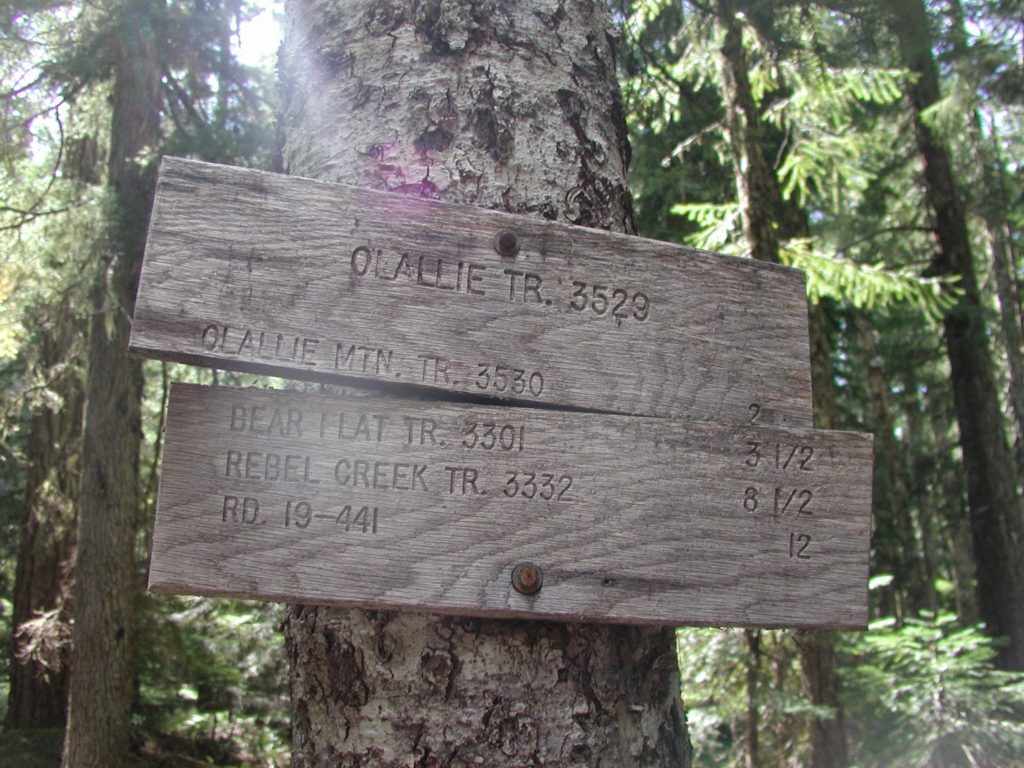 OLALLIE TR. 3529
OLALLIE MTN. TR. 3530 2
BEAR FLAT TR. 3301 3 1/2
REBEL CREEK TR. 3332 8 1/2
RD. 19-441 12